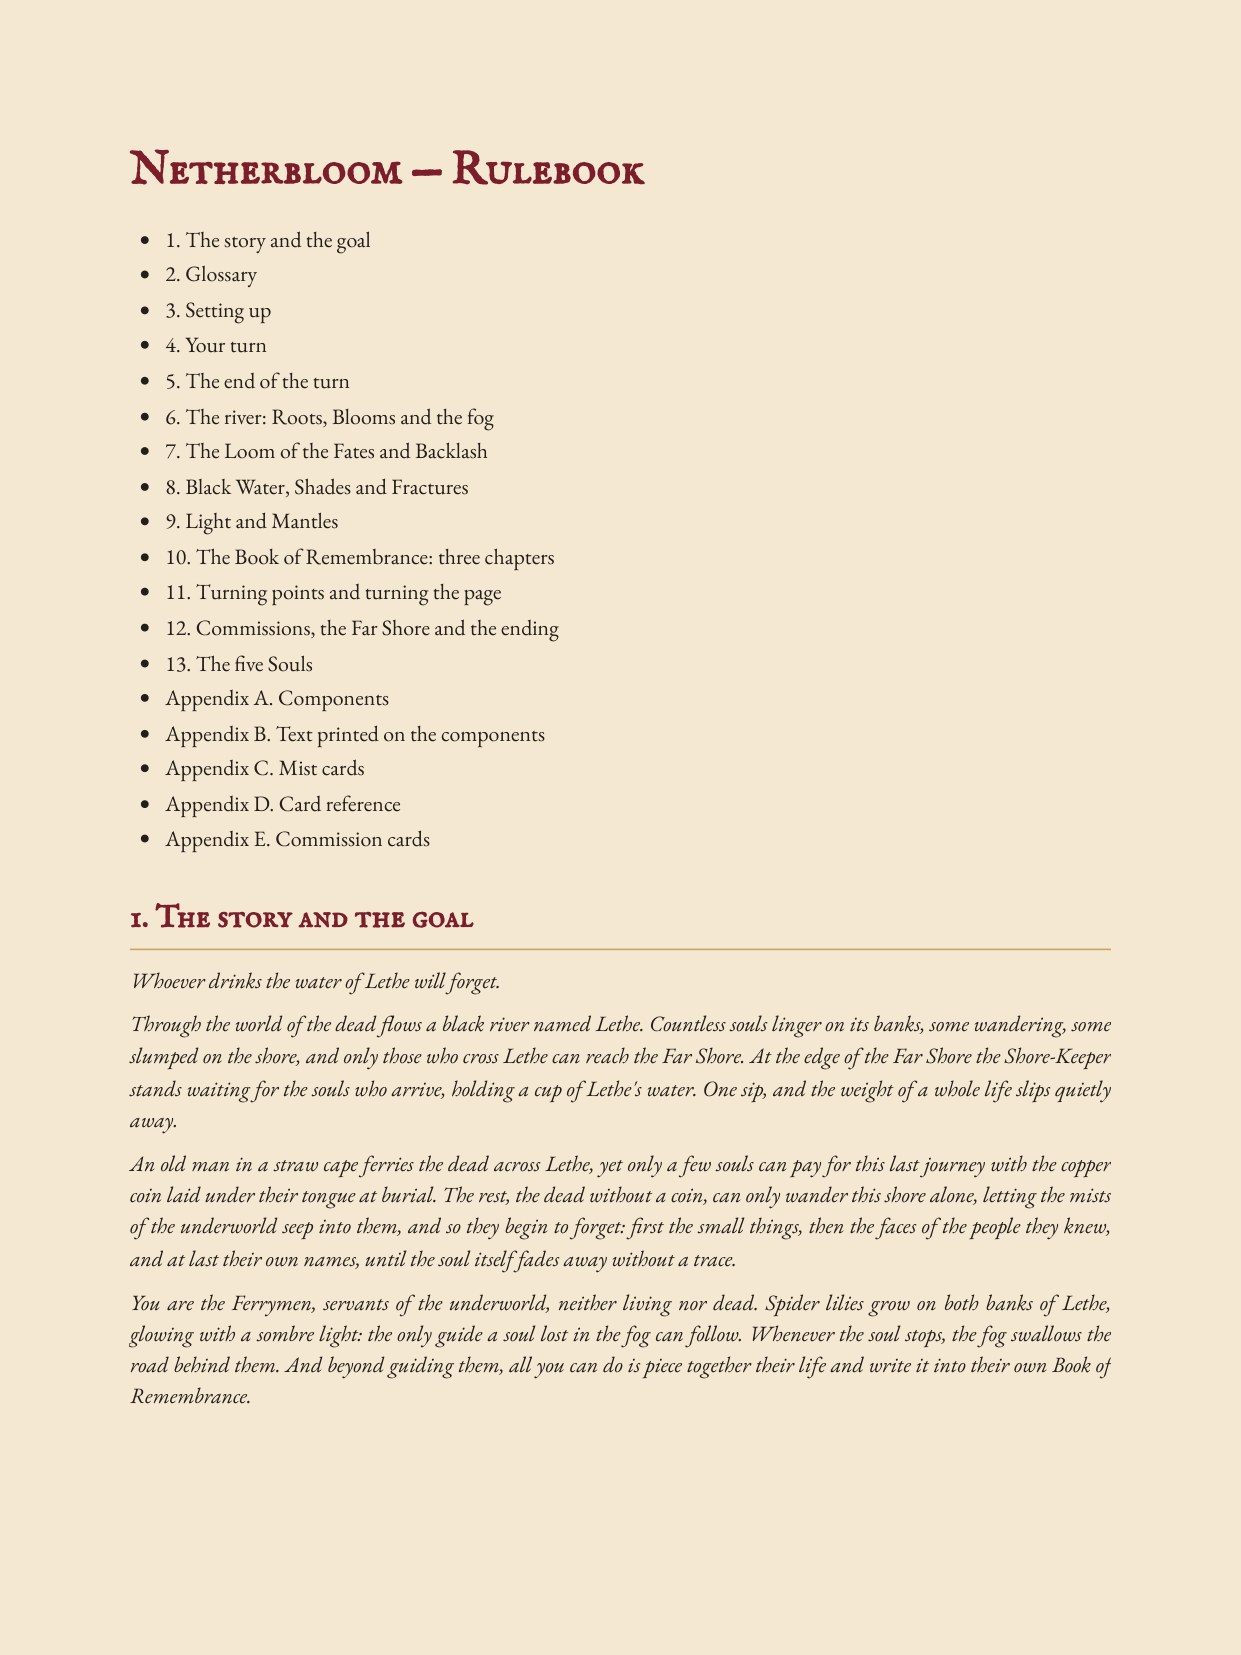 Netherbloom – Rulebook
• 1. The story and the goal
• 2. Glossary
• 3. Setting up
• 4. Your turn
• 5. The end of the turn
• 6. The river: Roots, Blooms and the fog
• 7. The Loom of the Fates and Backlash
• 8. Black Water, Shades and Fractures
• 9. Light and Mantles
• 10. The Book of Remembrance: three chapters
• 11. Turning points and turning the page
• 12. Commissions, the Far Shore and the ending
• 13. The five Souls
• Appendix A. Components
• Appendix B. Text printed on the components
• Appendix C. Mist cards
• Appendix D. Card reference
• Appendix E. Commission cards
1. The story and the goal
Whoever drinks the water of Lethe will forget.
Through the world of the dead flows a black river named Lethe. Countless souls linger on its banks, some wandering, some
slumped on the shore, and only those who cross Lethe can reach the Far Shore. At the edge of the Far Shore the Shore-Keeper
stands waiting for the souls who arrive, holding a cup of Lethe's water. One sip, and the weight of a whole life slips quietly
away.
An old man in a straw cape ferries the dead across Lethe, yet only a few souls can pay for this last journey with the copper
coin laid under their tongue at burial. The rest, the dead without a coin, can only wander this shore alone, letting the mists
of the underworld seep into them, and so they begin to forget: first the small things, then the faces of the people they knew,
and at last their own names, until the soul itself fades away without a trace.
You are the Ferrymen, servants of the underworld, neither living nor dead. Spider lilies grow on both banks of Lethe,
glowing with a sombre light: the only guide a soul lost in the fog can follow. Whenever the soul stops, the fog swallows the
road behind them. And beyond guiding them, all you can do is piece together their life and write it into their own Book of
Remembrance.